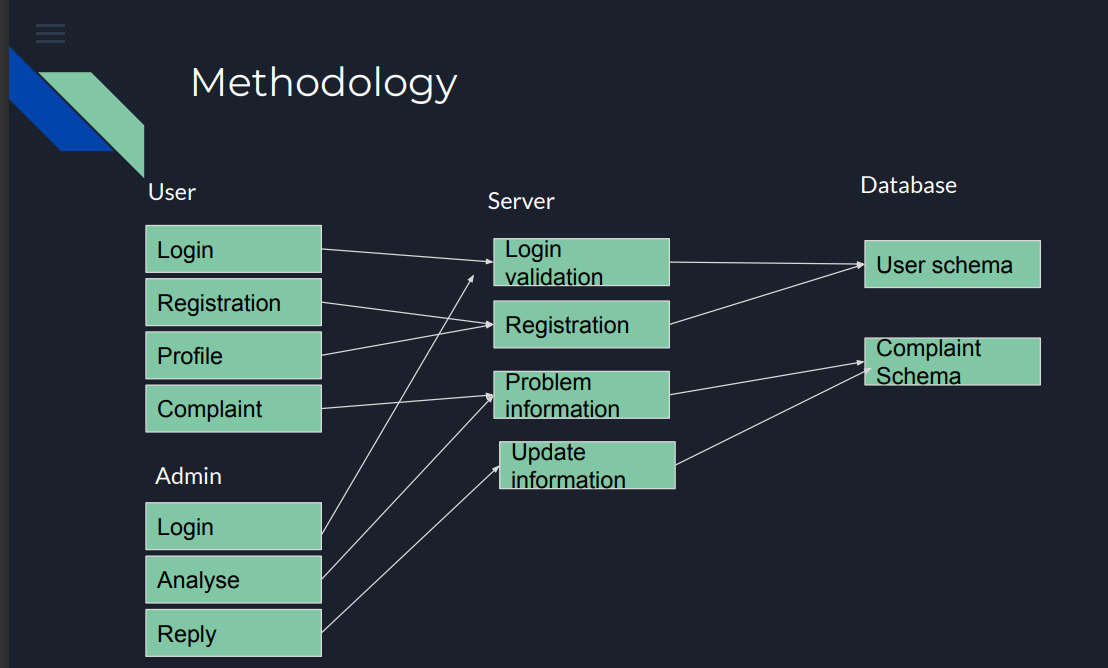 Methodology
User
Login
Registration
Profile
Complaint
Admin
Login
Analyse
Reply
Server
Login
validation
Registration
Problem
information
Update
information
Database
User schema
Complaint
Schema